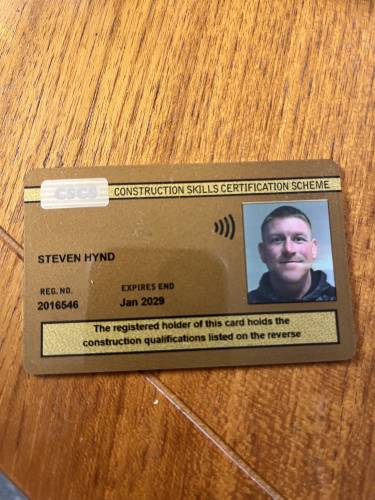 CSCS CONSTRUCTION SKILLS CERTIFICATION SCHEME
STEVEN HYND
REG. NO. EXPIRES END
2016546 Jan 2029
The registered holder of this card holds the
construction qualifications listed on the reverse